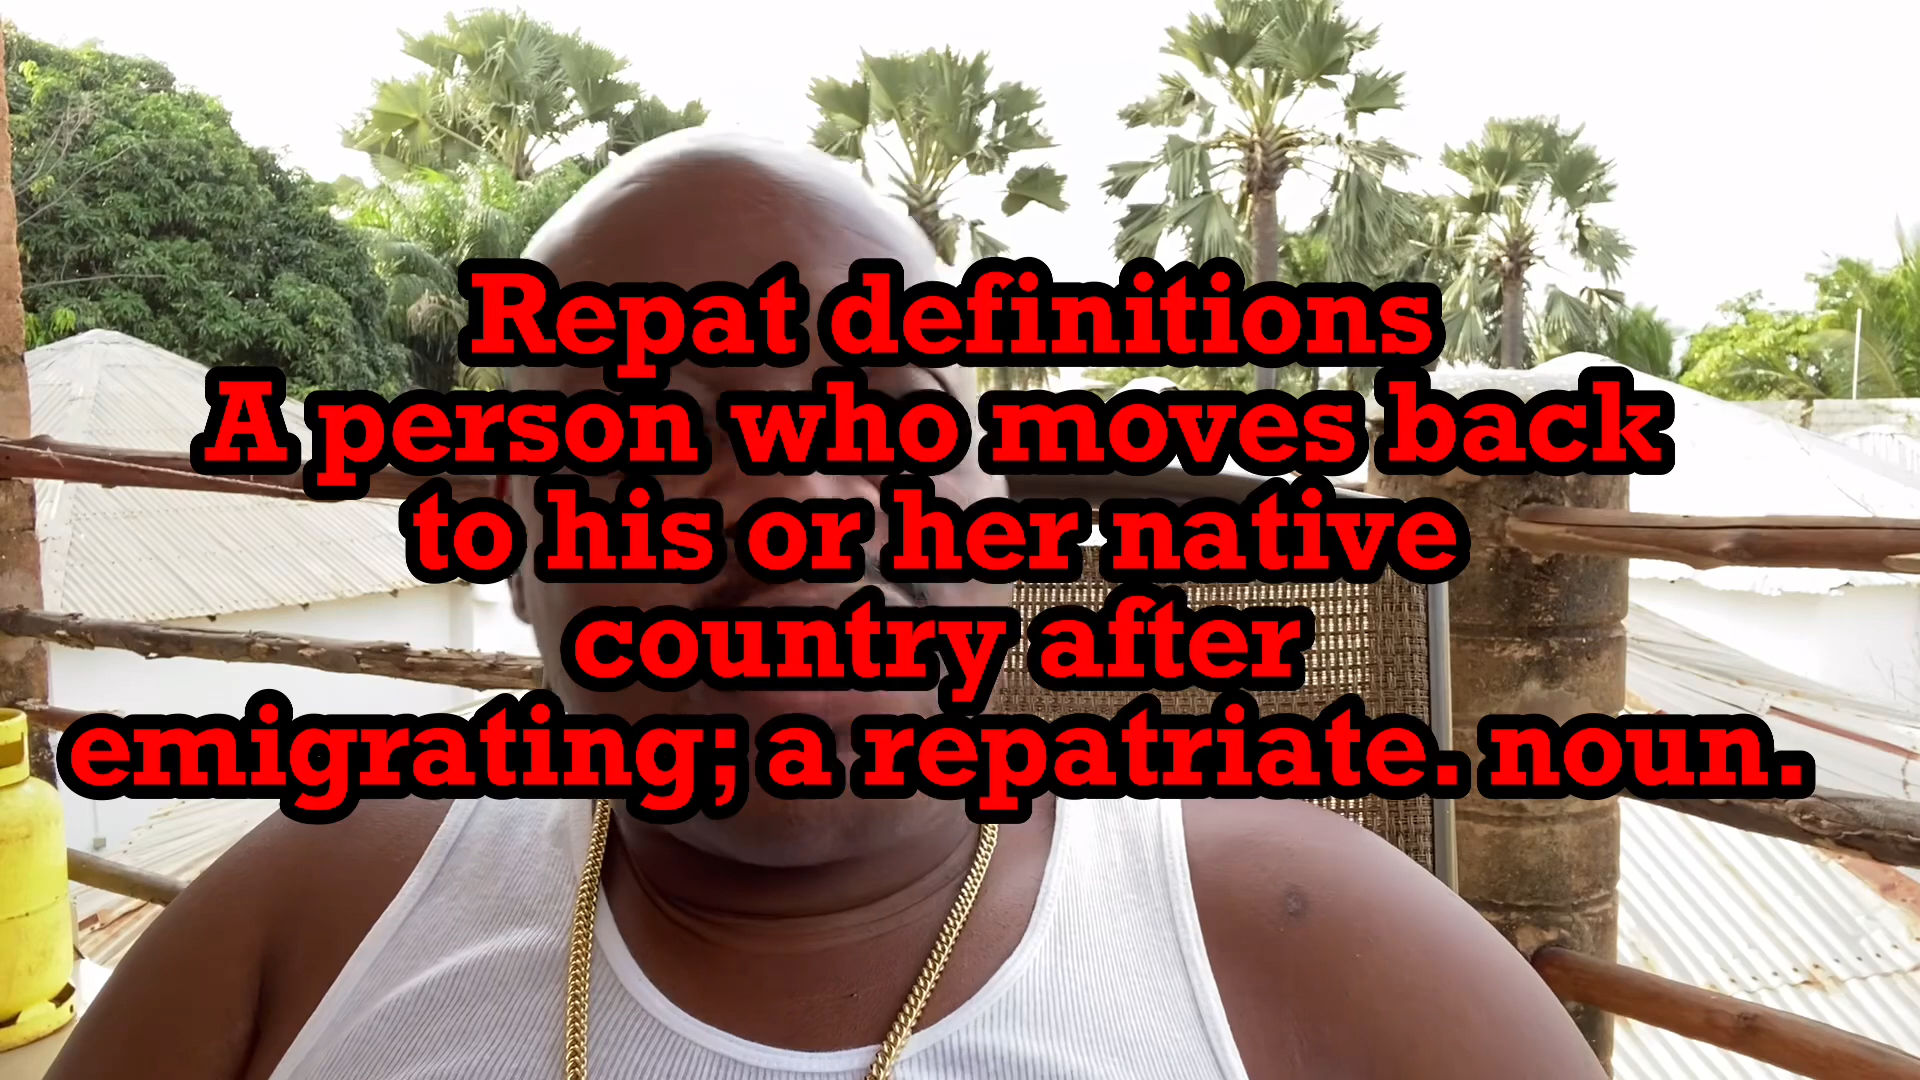 Repat definitions
A person who moves back
to his or her native
country after
emigrating; a repatriate. noun.